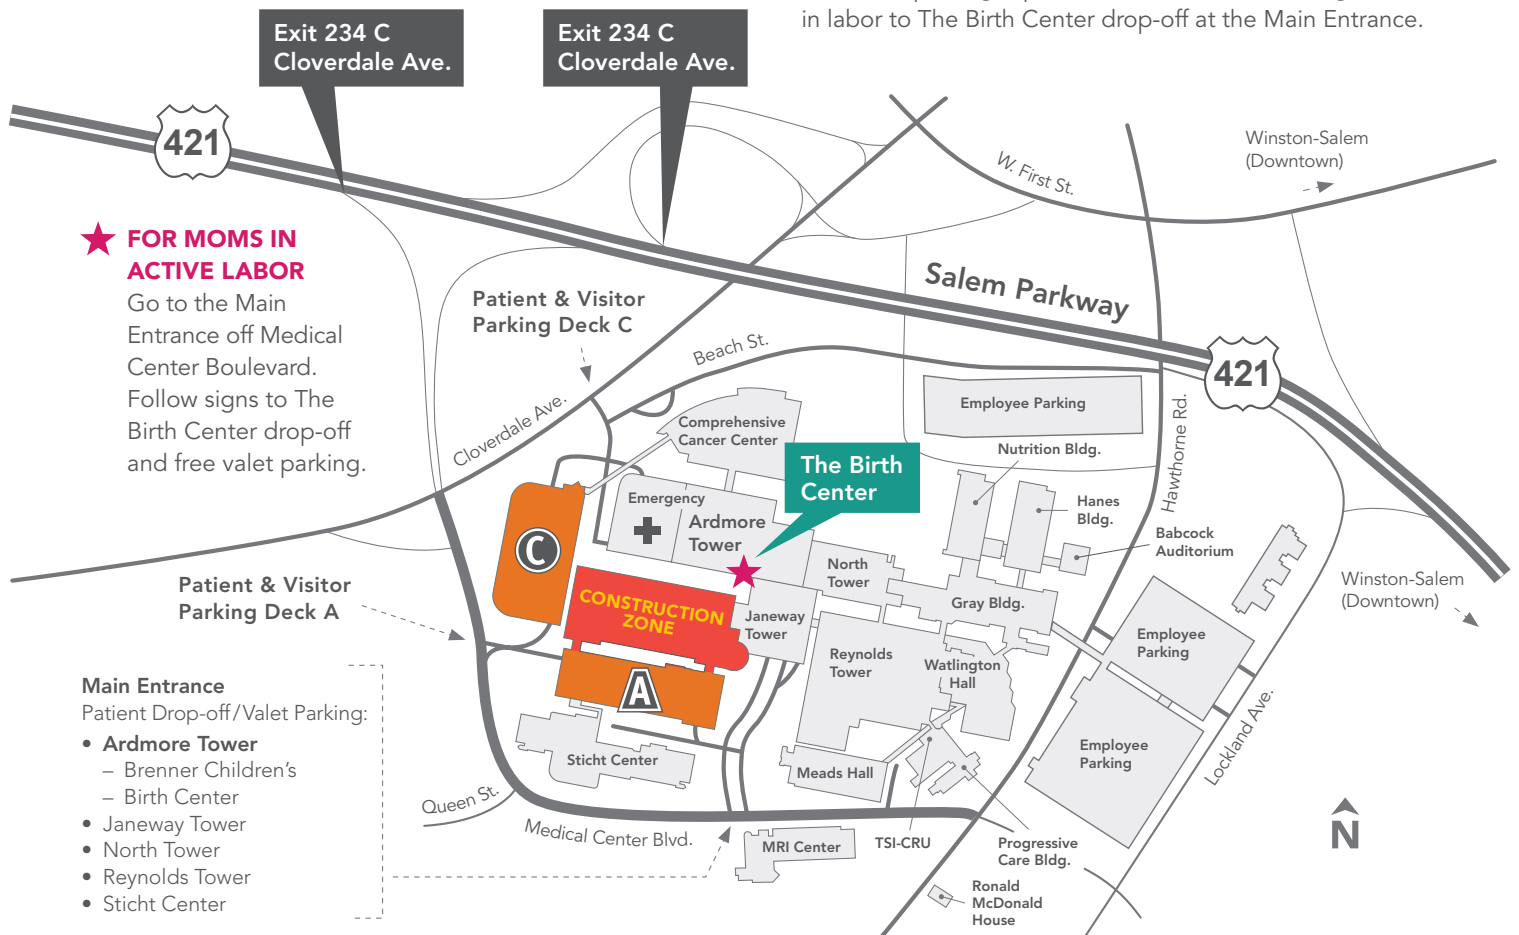 in labor to The Birth Center drop-off at the Main Entrance.
Exit 234 C
Cloverdale Ave.
Exit 234 C
Cloverdale Ave.
421
W. First St.
Winston-Salem
(Downtown)
FOR MOMS IN
ACTIVE LABOR
Go to the Main
Entrance off Medical
Center Boulevard.
Follow signs to The
Birth Center drop-off
and free valet parking.
Patient & Visitor
Parking Deck C
Salem Parkway
421
Beach St.
Cloverdale Ave.
Hawthorne Rd.
Employee Parking
Comprehensive
Cancer Center
The Birth
Center
Nutrition Bldg.
Hanes
Bldg.
Babcock
Auditorium
Emergency
Ardmore
Tower
C
North
Tower
Gray Bldg.
Winston-Salem
(Downtown)
Patient & Visitor
Parking Deck A
CONSTRUCTION
ZONE
Janeway
Tower
Reynolds
Tower
Watlington
Hall
Employee
Parking
A
Main Entrance
Patient Drop-off/Valet Parking:
• Ardmore Tower
– Brenner Children's
– Birth Center
• Janeway Tower
• North Tower
• Reynolds Tower
• Sticht Center
Sticht Center
Meads Hall
Employee
Parking
Lockland Ave.
Queen St.
Medical Center Blvd.
MRI Center
TSI-CRU
Progressive
Care Bldg.
Ronald
McDonald
House
N